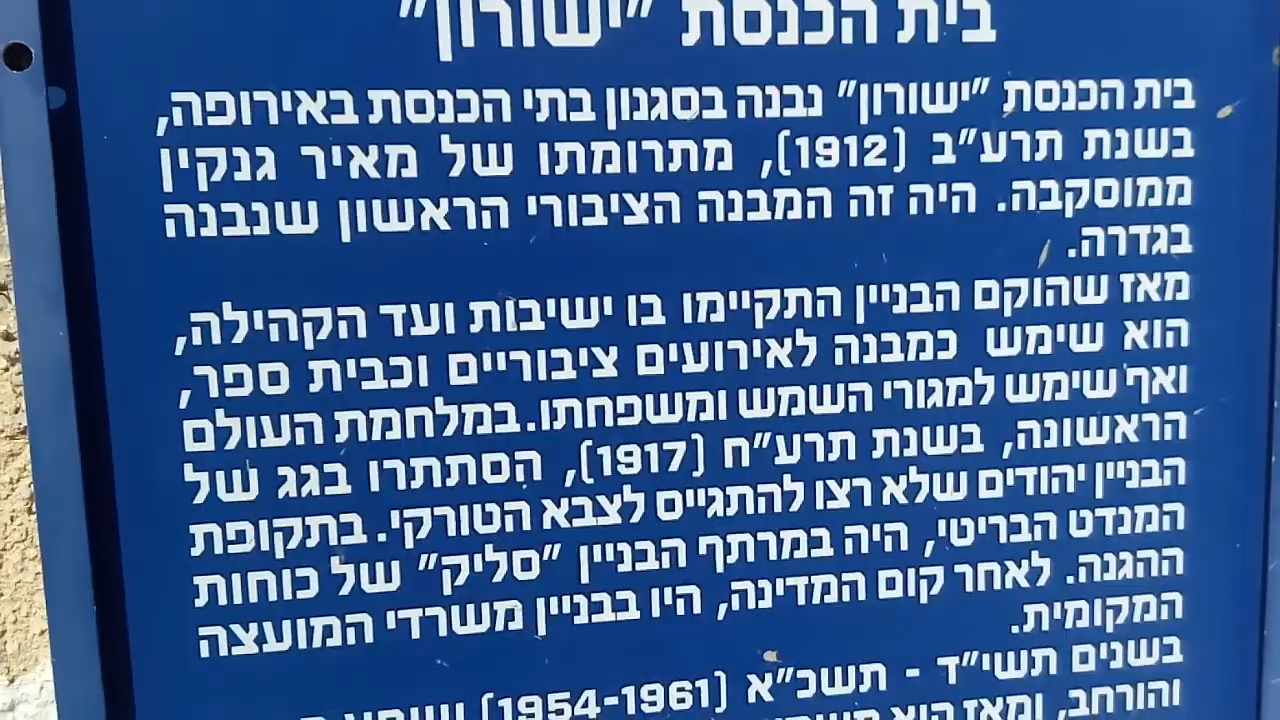 בית הכנסת "ישורון"
בית הכנסת "ישורון" נבנה בסגנון בתי הכנסת באירופה,
בשנת תרע"ב (1912), מתרומתו של מאיר גנקין
ממוסקבה. היה זה המבנה הציבורי הראשון שנבנה
בגדרה.
מאז שהוקם הבניין התקיימו בו ישיבות ועד הקהילה,
הוא שימש כמבנה לאירועים ציבוריים וכבית ספר,
ואף שימש למגורי השמש ומשפחתו. במלחמת העולם
הראשונה, בשנת תרע"ח (1917), הסתתרו בגג של
הבניין יהודים שלא רצו להתגייס לצבא הטורקי. בתקופת
המנדט הבריטי, היה במרתף הבניין "סליק" של כוחות
ההגנה. לאחר קום המדינה, היו בבניין משרדי המועצה
המקומית.
בשנים תשי"ד - תשכ"א (1954-1961)
והורחב, ומאז הוא